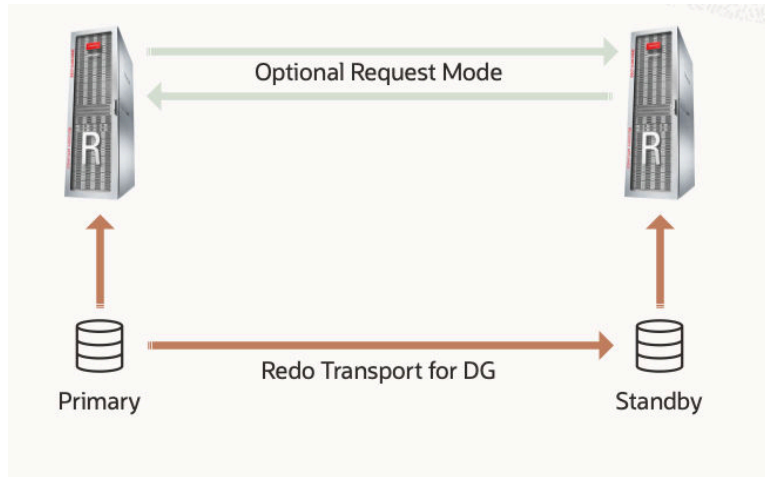 Optional Request Mode
R
R
Redo Transport for DG
Primary
Standby